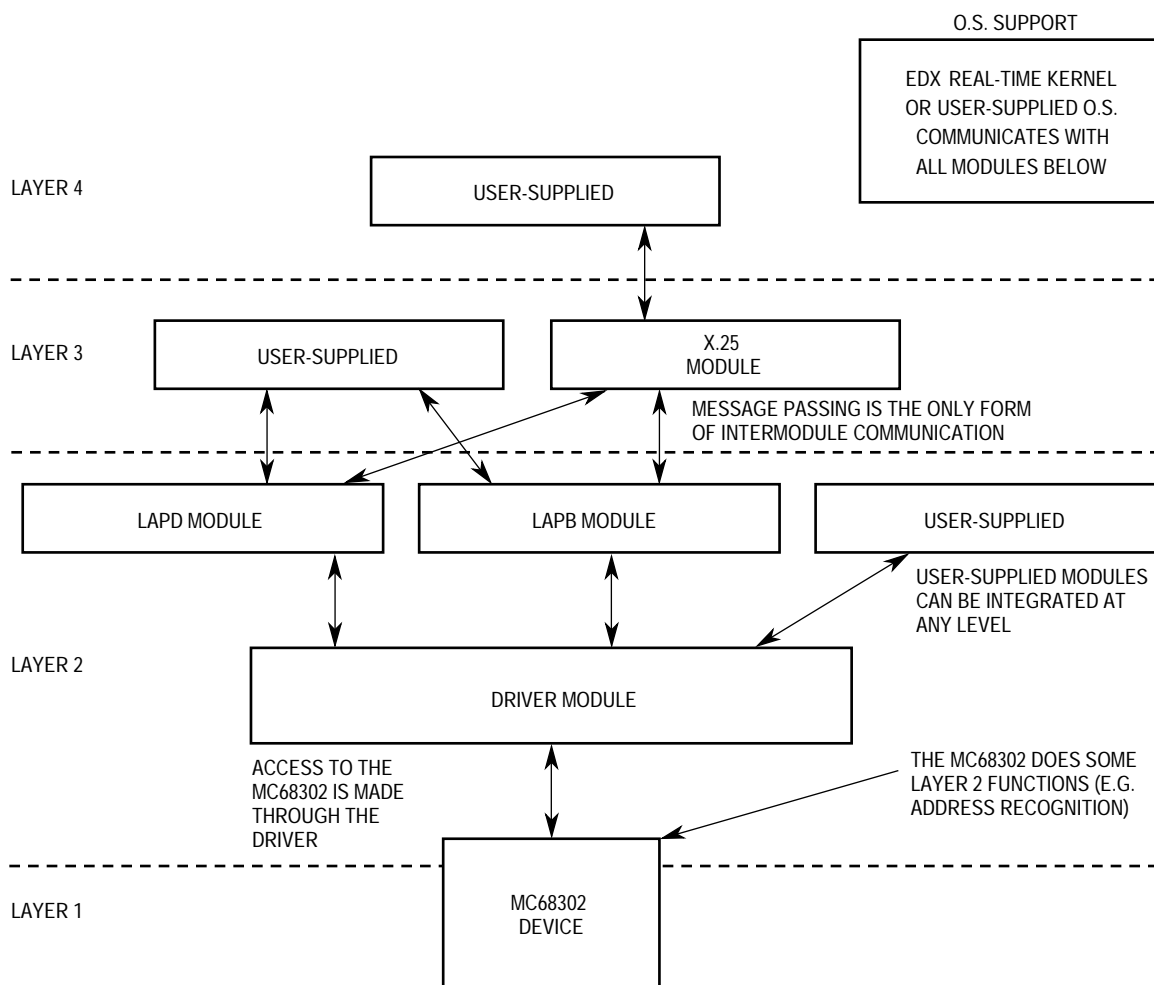 O.S. SUPPORT
EDX REAL-TIME KERNEL
OR USER-SUPPLIED O.S.
COMMUNICATES WITH
ALL MODULES BELOW
LAYER 4
USER-SUPPLIED
LAYER 3
USER-SUPPLIED
X.25
MODULE
MESSAGE PASSING IS THE ONLY FORM
OF INTERMODULE COMMUNICATION
LAPD MODULE
LAPB MODULE
USER-SUPPLIED
USER-SUPPLIED MODULES
CAN BE INTEGRATED AT
ANY LEVEL
LAYER 2
DRIVER MODULE
ACCESS TO THE
MC68302 IS MADE
THROUGH THE
DRIVER
THE MC68302 DOES SOME
LAYER 2 FUNCTIONS (E.G.
ADDRESS RECOGNITION)
LAYER 1
MC68302
DEVICE